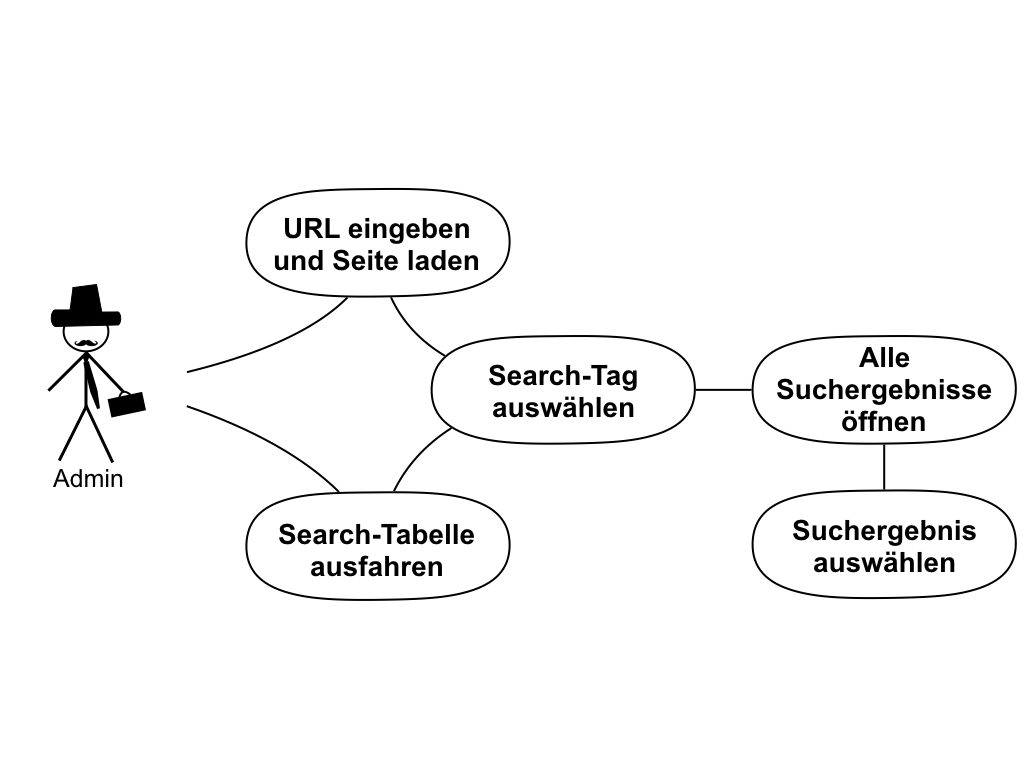 URL eingeben
und Seite laden
Admin
Search-Tag
auswählen
Alle
Suchergebnisse
öffnen
Search-Tabelle
ausfahren
Suchergebnis
auswählen